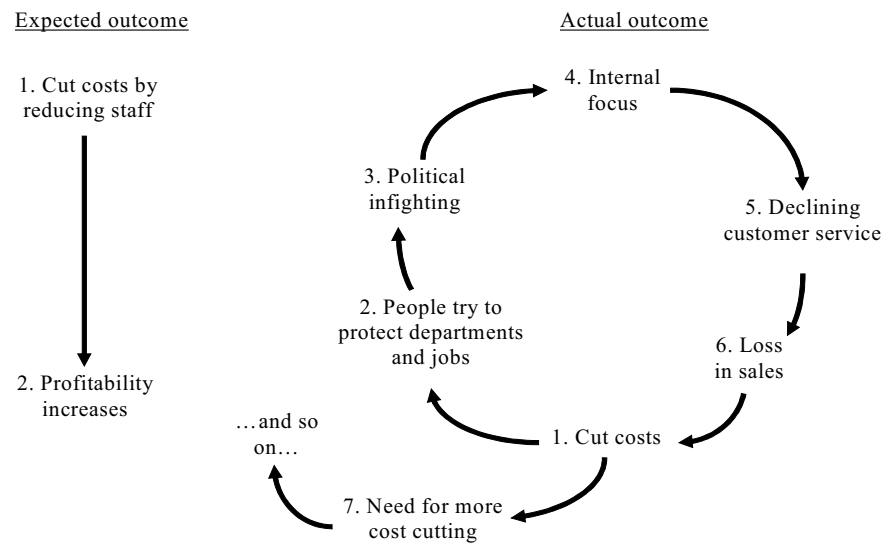 Expected outcome
1. Cut costs by
reducing staff
2. Profitability
increases
Actual outcome
1. Cut costs
2. People try to
protect departments
and jobs
3. Political
infighting
4. Internal
focus
5. Declining
customer service
6. Loss
in sales
7. Need for more
cost cutting
…and so
on…